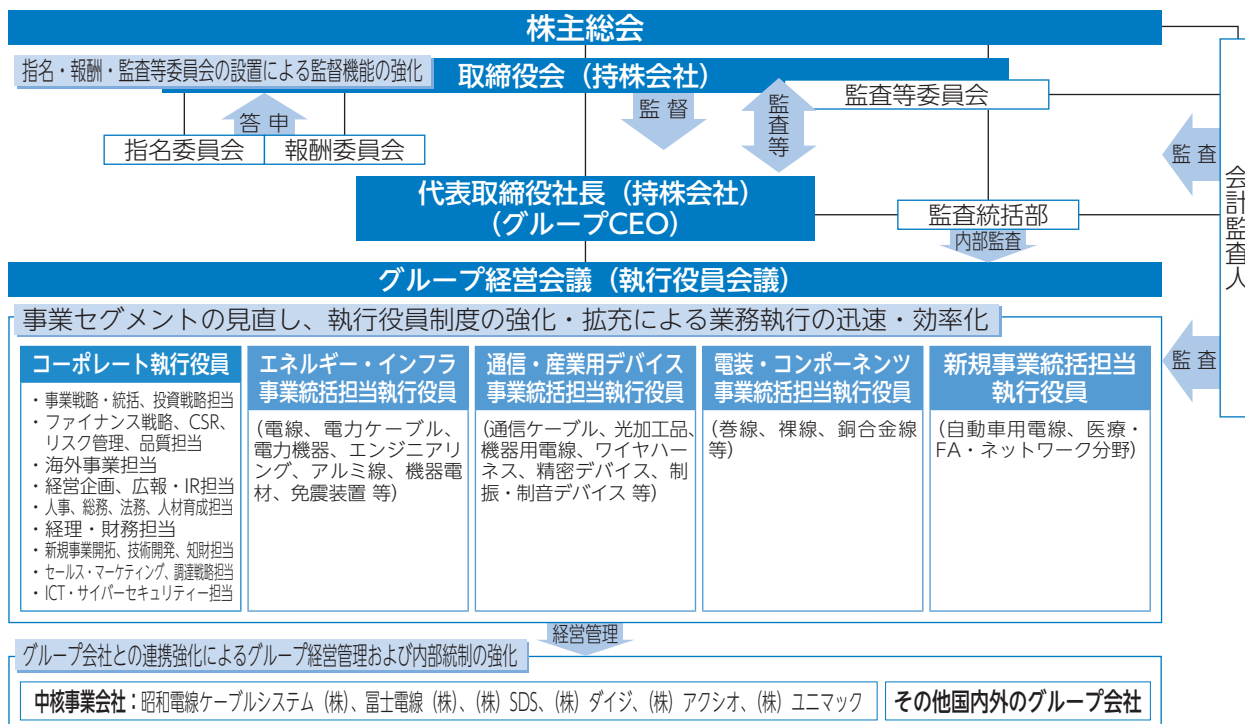 株主総会
指名・報酬・監査等委員会の設置による監督機能の強化
取締役会（持株会社）
監査等委員会
監 督
監査等
答 申
指名委員会
報酬委員会
監 査
会計監査人
代表取締役社長（持株会社）
（グループCEO）
監査統括部
内部監査
グループ経営会議（執行役員会議）
事業セグメントの見直し、執行役員制度の強化・拡充による業務執行の迅速・効率化
コーポレート執行役員
・事業戦略・統括、投資戦略担当
・ファイナンス戦略、CSR、
リスク管理、品質担当
・海外事業担当
・経営企画、広報・IR担当
・人事、総務、法務、人材育成担当
・経理・財務担当
・新規事業開拓、技術開発、知財担当
・セールス・マーケティング、調達戦略担当
・ICT・サイバーセキュリティー担当
エネルギー・インフラ
事業統括担当執行役員
（電線、電力ケーブル、
電力機器、エンジニアリ
ング、アルミ線、機器電
材、免震装置 等）
通信・産業用デバイス
事業統括担当執行役員
（通信ケーブル、光加工品、
機器用電線、ワイヤハー
ネス、精密デバイス、制
振・制音デバイス 等）
電装・コンポーネンツ
事業統括担当執行役員
（巻線、裸線、銅合金線
等）
新規事業統括担当
執行役員
（自動車用電線、医療・
FA・ネットワーク分野）
監 査
経営管理
グループ会社との連携強化によるグループ経営管理および内部統制の強化
中核事業会社：昭和電線ケーブルシステム（株）、冨士電線（株）、（株）SDS、（株）ダイジ、（株）アクシオ、（株）ユニマック
その他国内外のグループ会社